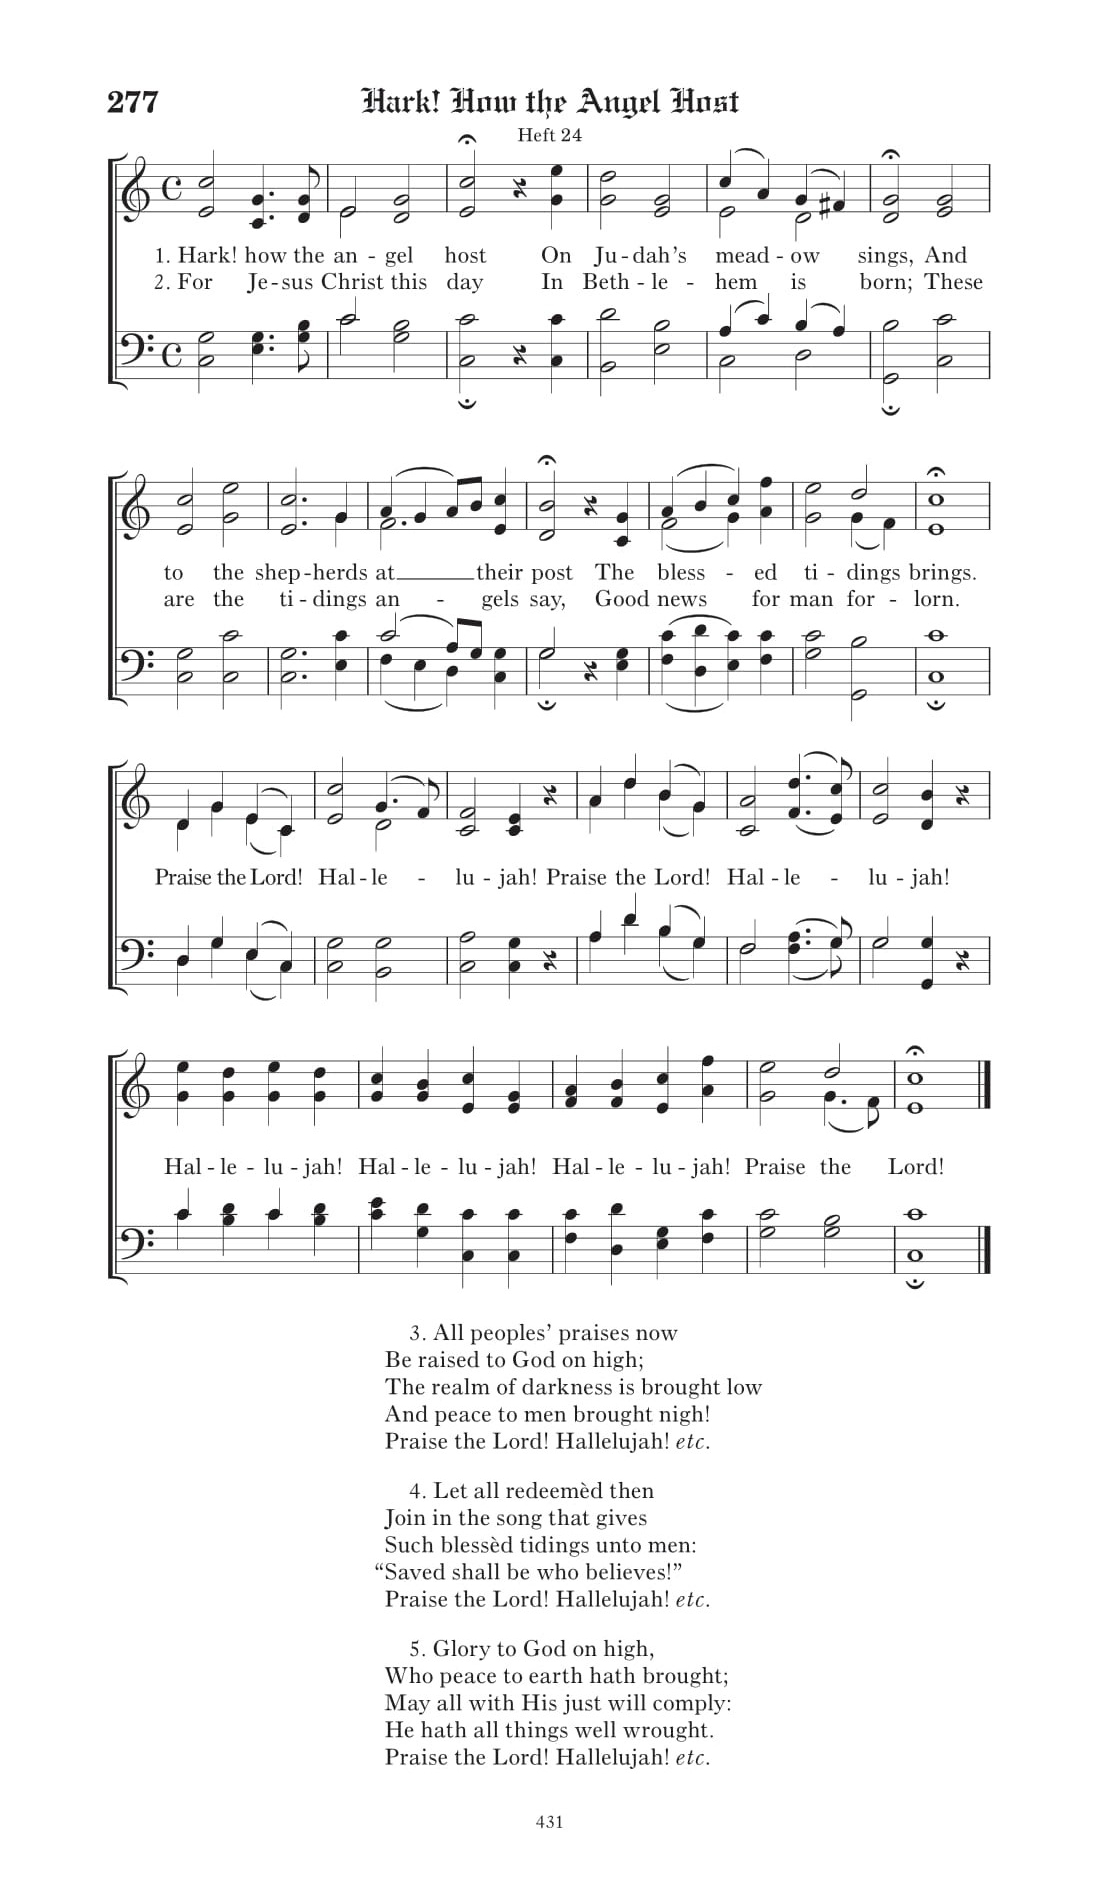 277 Hark! How the Angel Host
Heft 24
1. Hark! how the an - gel host On Ju - dah’s mead - ow sings, And
2. For Je - sus Christ this day In Beth - le - hem is born; These
to the shep - herds at their post The bless - ed ti - dings brings.
are the ti - dings an - gels say, Good news for man for - lorn.
Praise the Lord! Hal - le - lu - jah! Praise the Lord! Hal - le - lu - jah!
Hal - le - lu - jah! Hal - le - lu - jah! Hal - le - lu - jah! Praise the Lord!
3. All peoples’ praises now
Be raised to God on high;
The realm of darkness is brought low
And peace to men brought nigh!
Praise the Lord! Hallelujah! etc.
4. Let all redeemèd then
Join in the song that gives
Such blessèd tidings unto men:
“Saved shall be who believes!”
Praise the Lord! Hallelujah! etc.
5. Glory to God on high,
Who peace to earth hath brought;
May all with His just will comply:
He hath all things well wrought.
Praise the Lord! Hallelujah! etc.
431